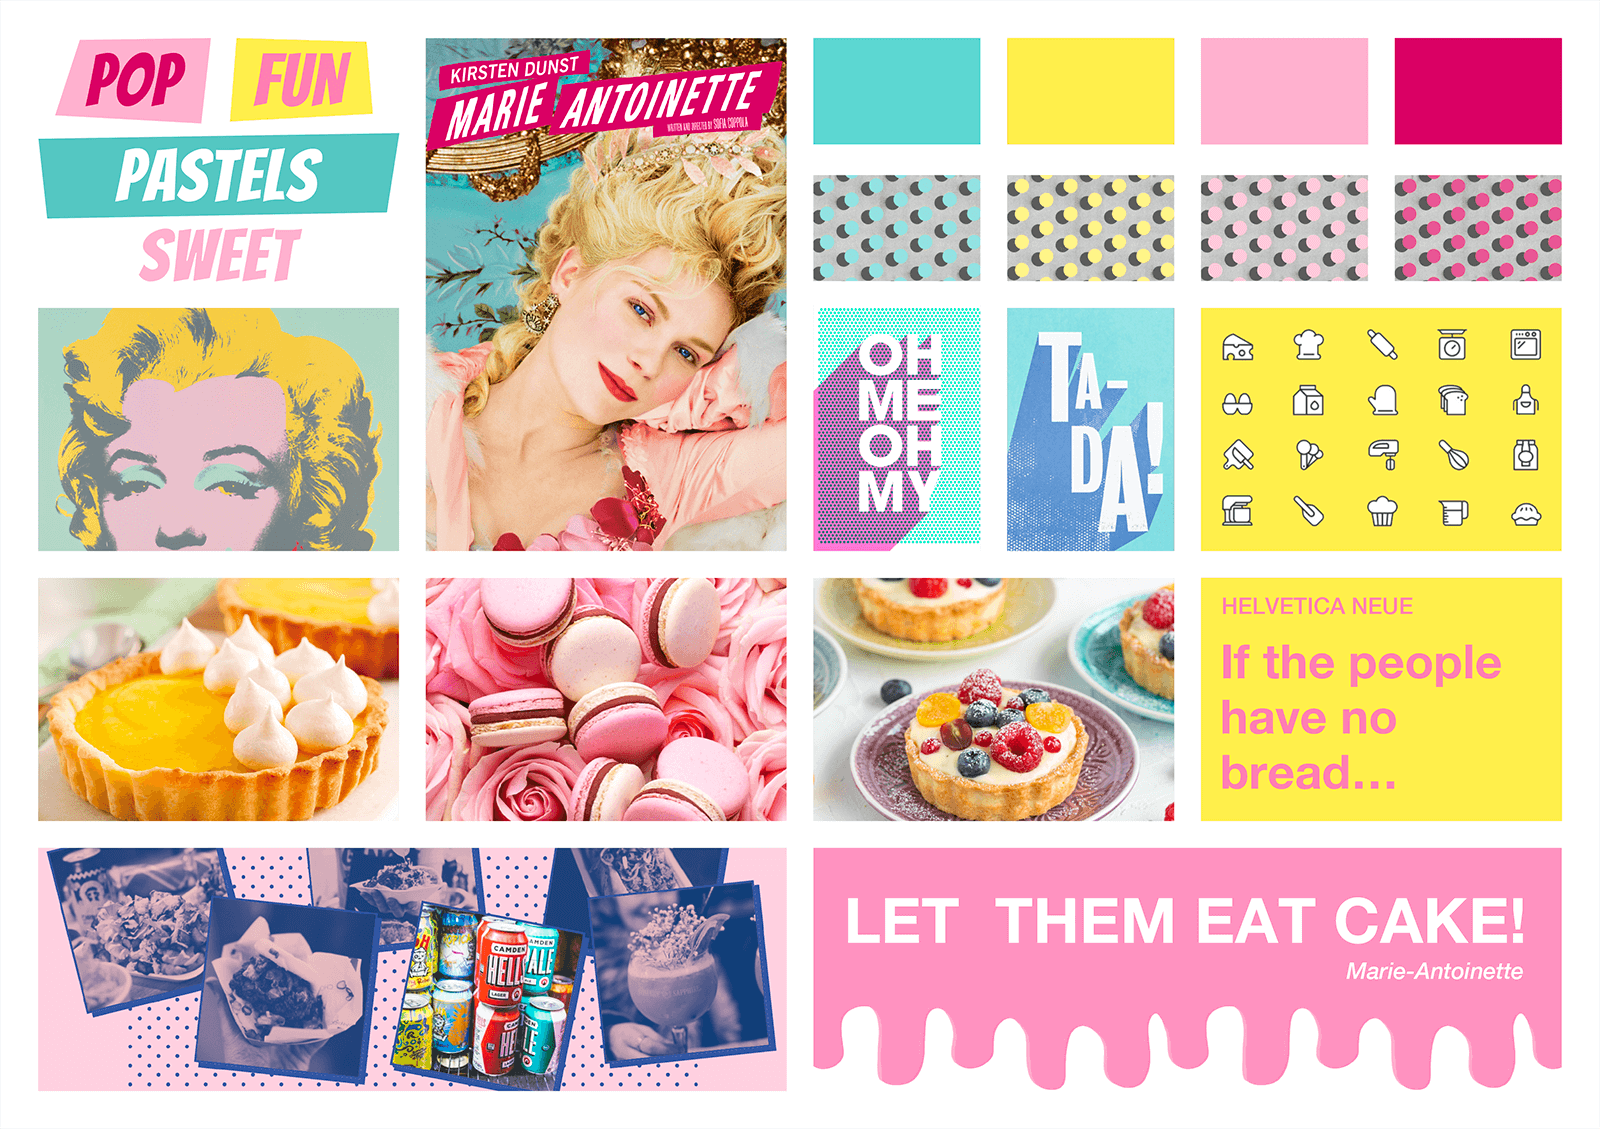 POP
FUN
PASTELS
SWEET
KIRSTEN DUNST
MARIE ANTOINETTE
WRITTEN AND DIRECTED BY SOFIA COPPOLA
OH
ME
OH
MY
TA-
DA!
HELVETICA NEUE
If the people
have no
bread...
CAMDEN
HELLS
LAGER
CAMDEN
ALE
CAMDEN
HE
LET THEM EAT CAKE!
Marie-Antoinette